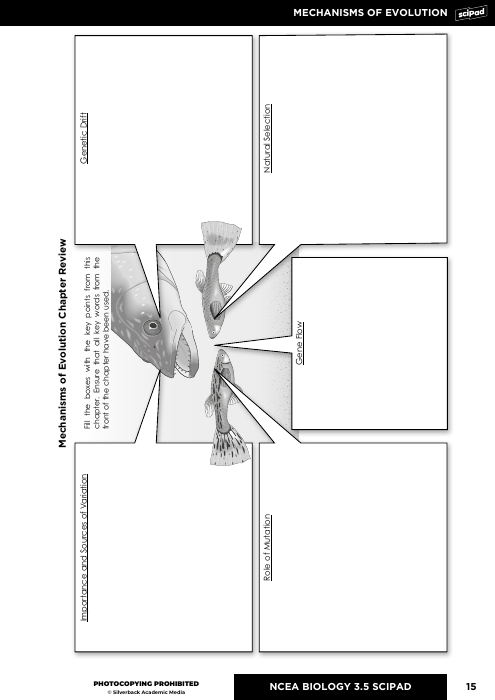 MECHANISMS OF EVOLUTION
scipad
Mechanisms of Evolution Chapter Review
Fill the boxes with the key points from this
chapter. Ensure that all key words from the
front of the chapter have been used.
Importance and Sources of Variation
Genetic Drift
Role of Mutation
Natural Selection
Gene Flow
PHOTOCOPYING PROHIBITED
© Silverback Academic Media
NCEA BIOLOGY 3.5 SCIPAD
15